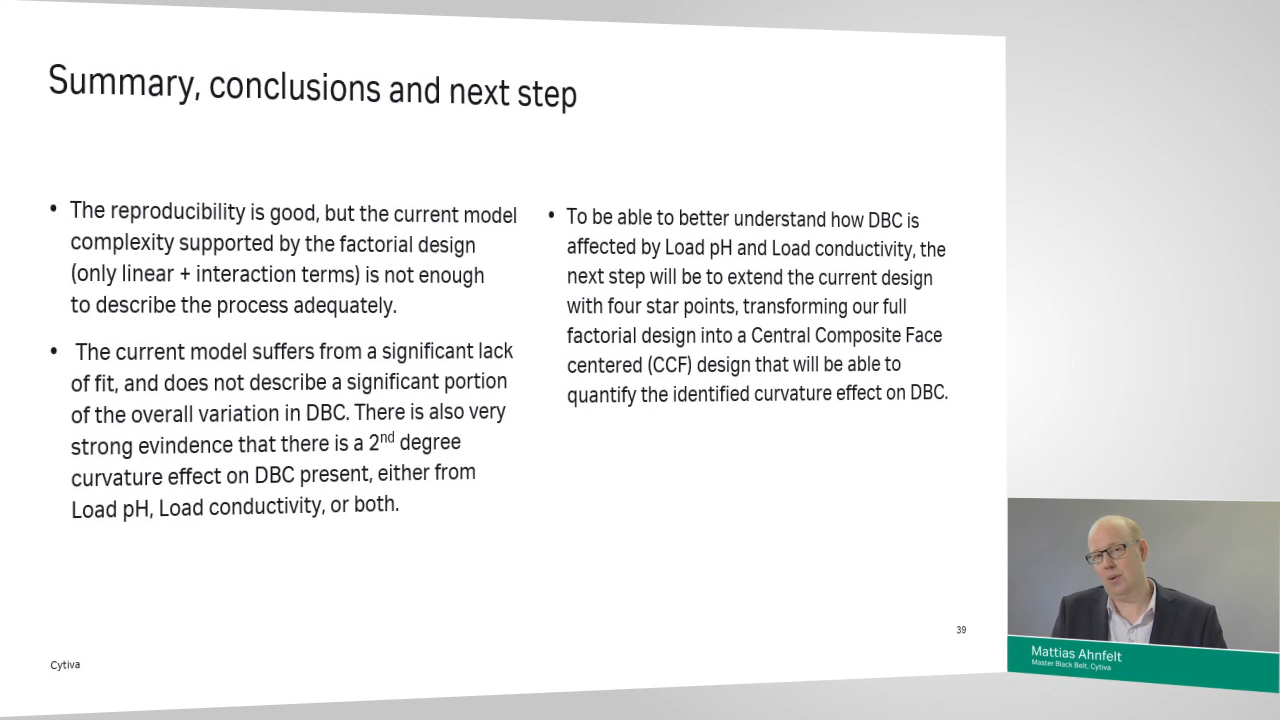 Summary, conclusions and next step
• The reproducibility is good, but the current model
complexity supported by the factorial design
(only linear + interaction terms) is not enough
to describe the process adequately.
• The current model suffers from a significant lack
of fit, and does not describe a significant portion
of the overall variation in DBC. There is also very
strong evindence that there is a 2nd degree
curvature effect on DBC present, either from
Load pH, Load conductivity, or both.
• To be able to better understand how DBC is
affected by Load pH and Load conductivity, the
next step will be to extend the current design
with four star points, transforming our full
factorial design into a Central Composite Face
centered (CCF) design that will be able to
quantify the identified curvature effect on DBC.
39
Cytiva
Mattias Ahnfelt
Master Black Belt, Cytiva